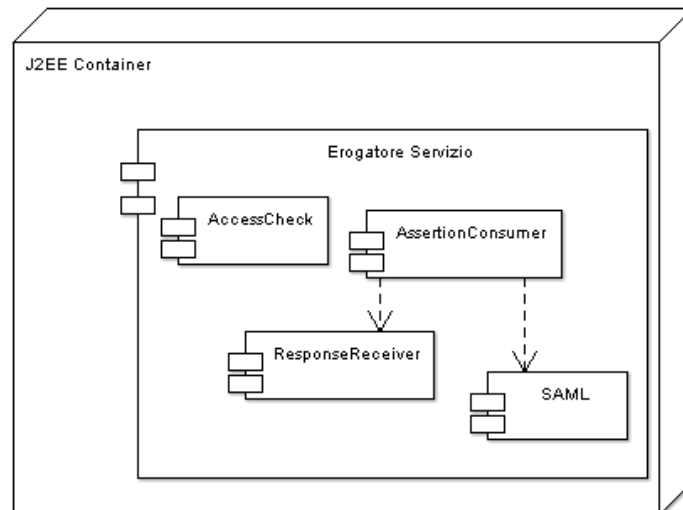 J2EE Container
Erogatore Servizio
AccessCheck
AssertionConsumer
ResponseReceiver
SAML